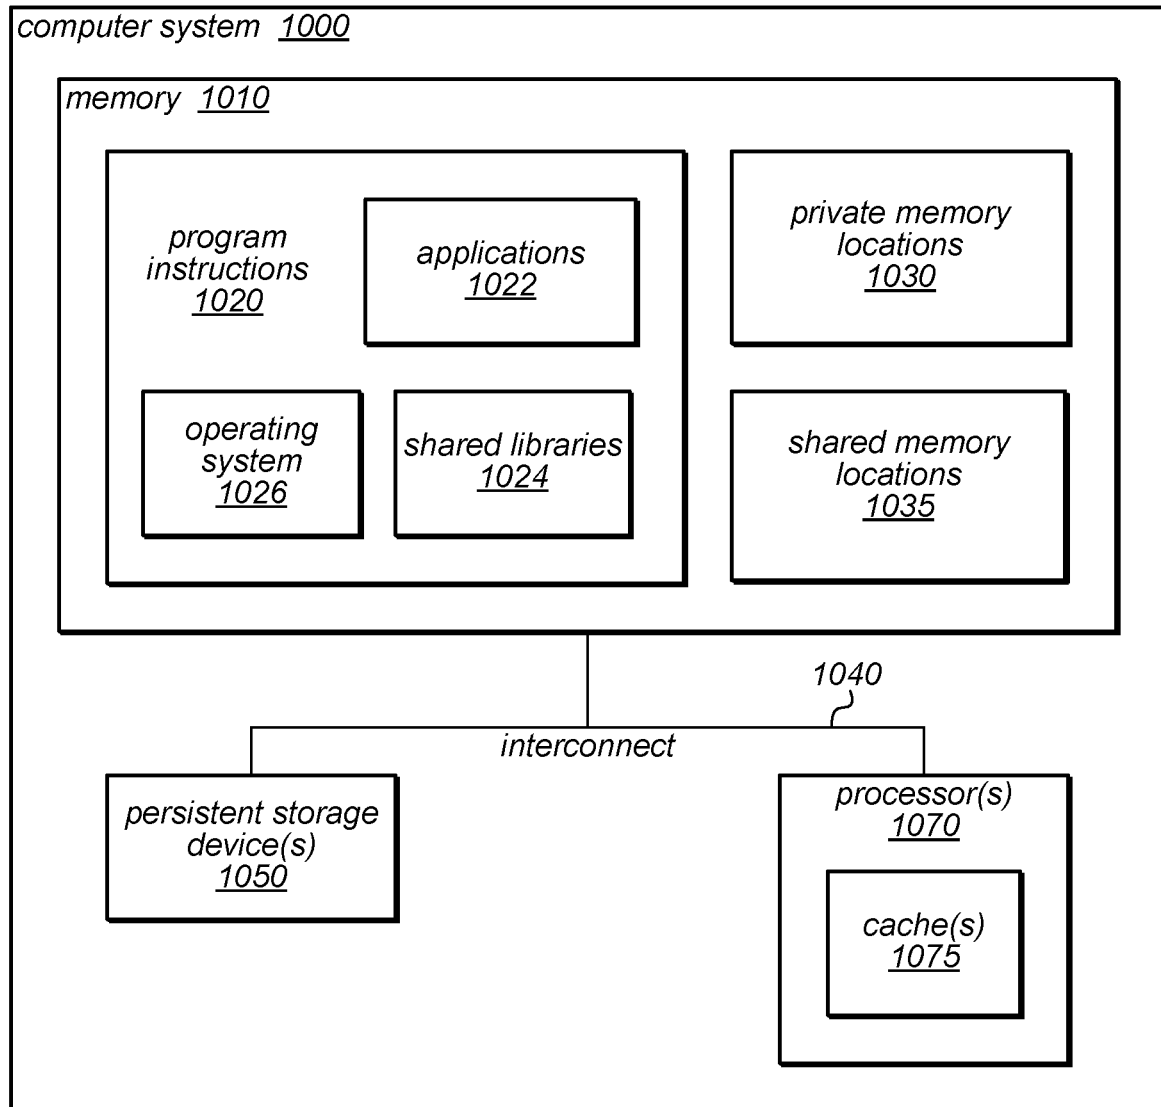 computer system 1000
memory 1010
program
instructions
1020
applications
1022
operating
system
1026
shared libraries
1024
private memory
locations
1030
shared memory
locations
1035
1040
interconnect
persistent storage
device(s)
1050
processor(s)
1070
cache(s)
1075